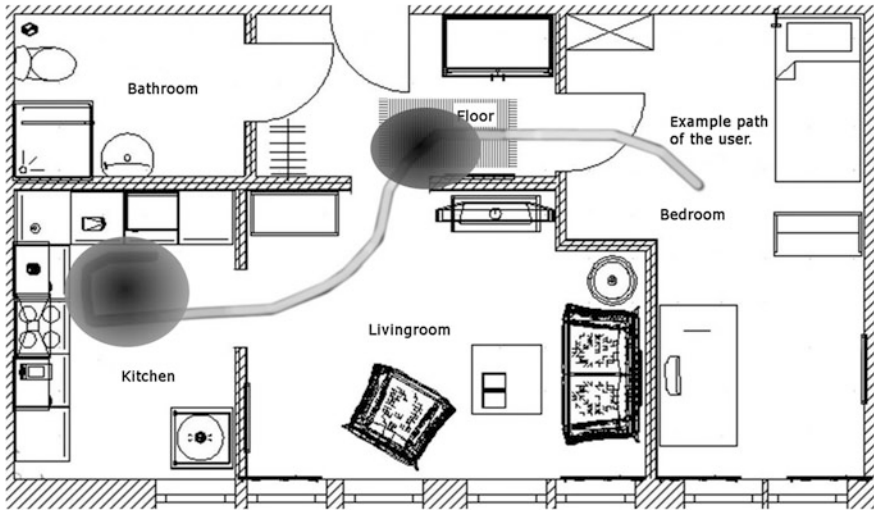 Bathroom
Floor
Example path
of the user.
Bedroom
Livingroom
Kitchen